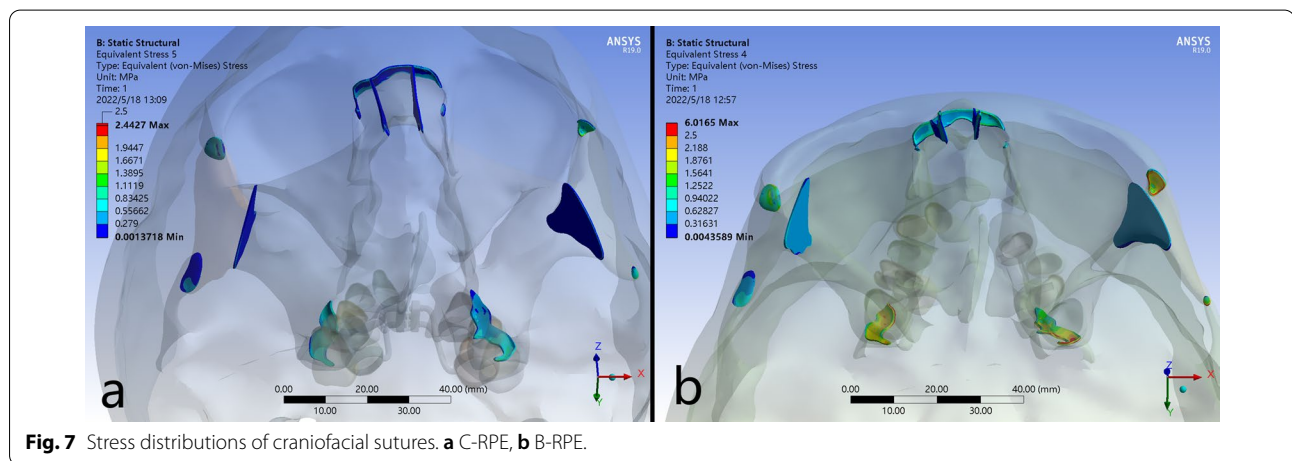 B: Static Structural
Equivalent Stress 5
Type: Equivalent (von-Mises) Stress
Unit: MPa
Time: 1
2022/5/18 13:09
2.5
2.4427 Max
1.9447
1.6671
1.3895
1.1119
0.83425
0.55662
0.279
0.0013718 Min
ANSYS
R19.0
Z
X
Y
0.00 20.00 40.00 (mm)
10.00 30.00
a
B: Static Structural
Equivalent Stress 4
Type: Equivalent (von-Mises) Stress
Unit: MPa
Time: 1
2022/5/18 12:57
6.0165 Max
2.5
2.188
1.8761
1.5641
1.2522
0.94022
0.62827
0.31631
0.0043589 Min
ANSYS
R19.0
Z
X
Y
0.00 20.00 40.00 (mm)
10.00 30.00
b
Fig. 7 Stress distributions of craniofacial sutures. a C-RPE, b B-RPE.